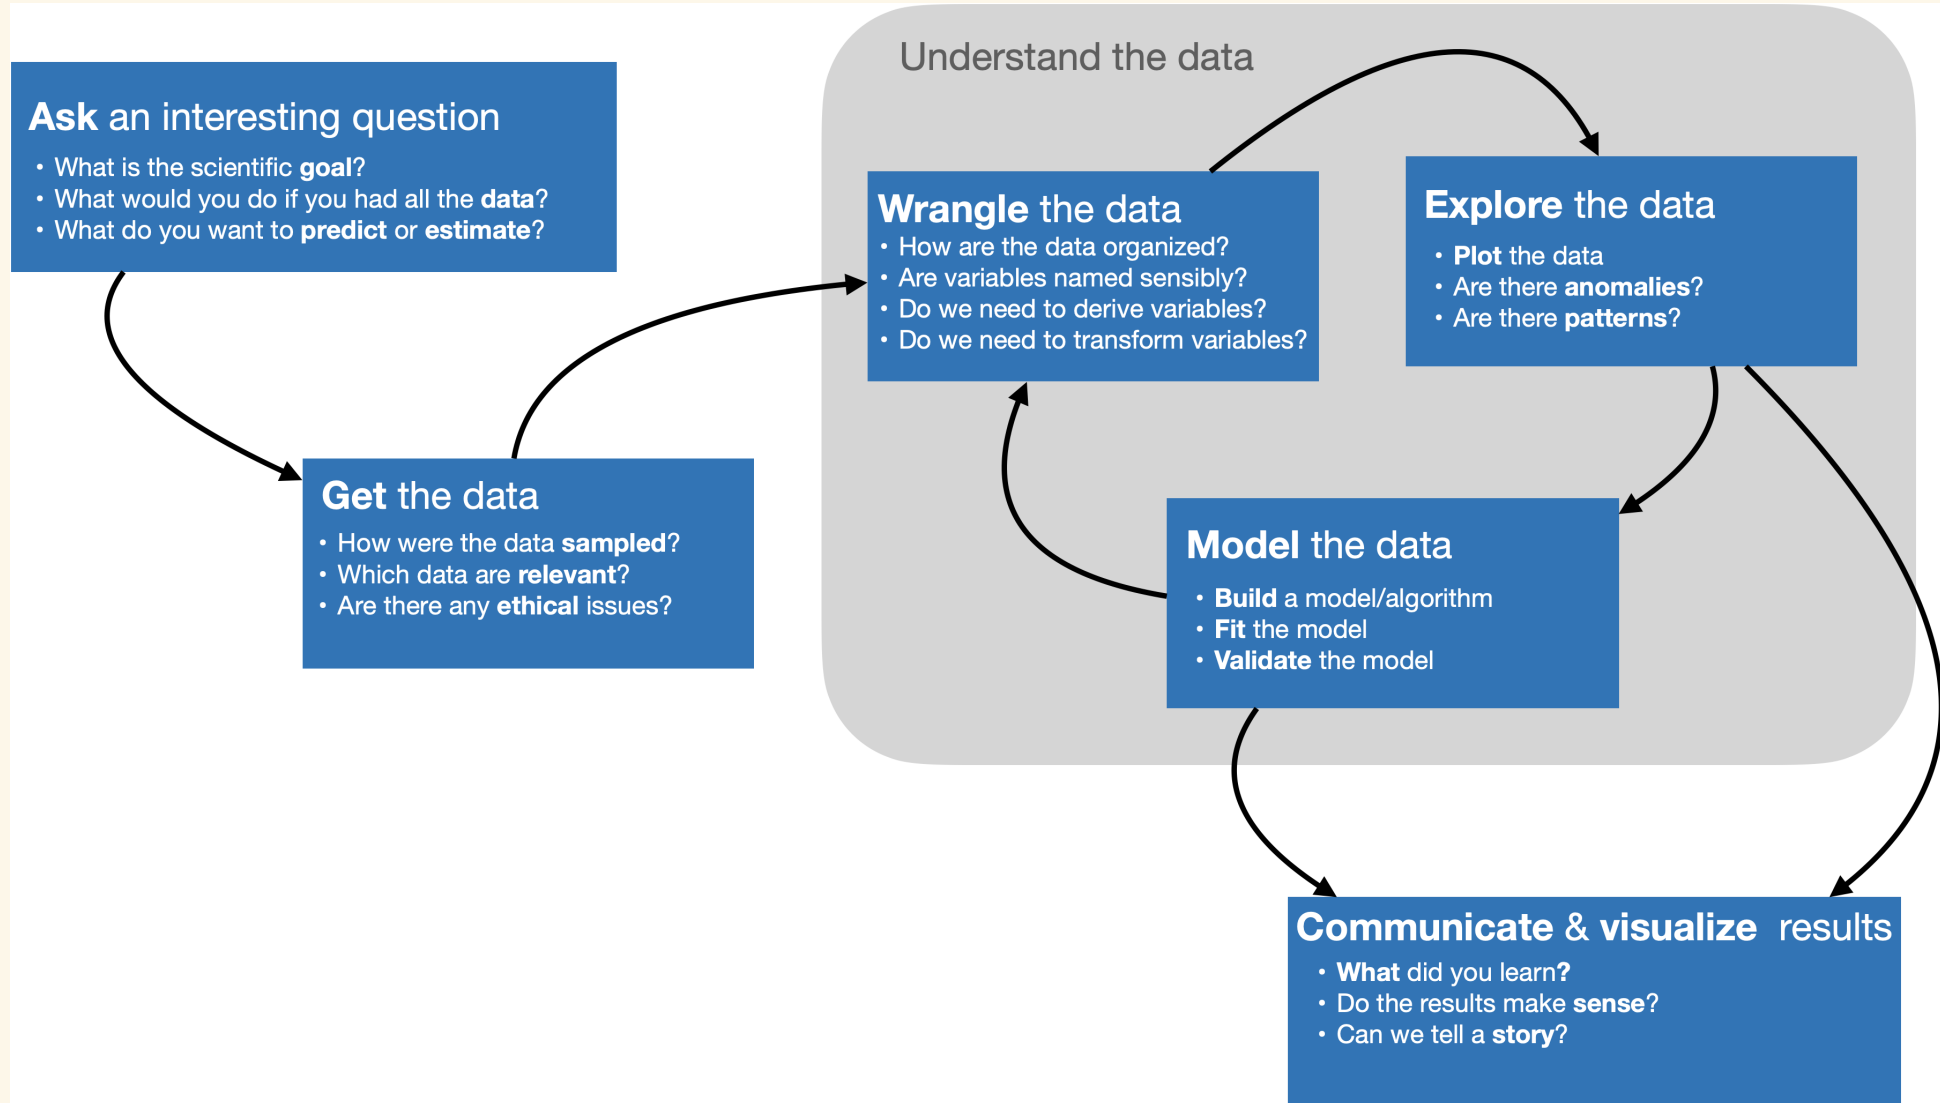 Understand the data
Ask an interesting question
• What is the scientific goal?
• What would you do if you had all the data?
• What do you want to predict or estimate?
Get the data
• How were the data sampled?
• Which data are relevant?
• Are there any ethical issues?
Wrangle the data
• How are the data organized?
• Are variables named sensibly?
• Do we need to derive variables?
• Do we need to transform variables?
Explore the data
• Plot the data
• Are there anomalies?
• Are there patterns?
Model the data
• Build a model/algorithm
• Fit the model
• Validate the model
Communicate & visualize results
• What did you learn?
• Do the results make sense?
• Can we tell a story?